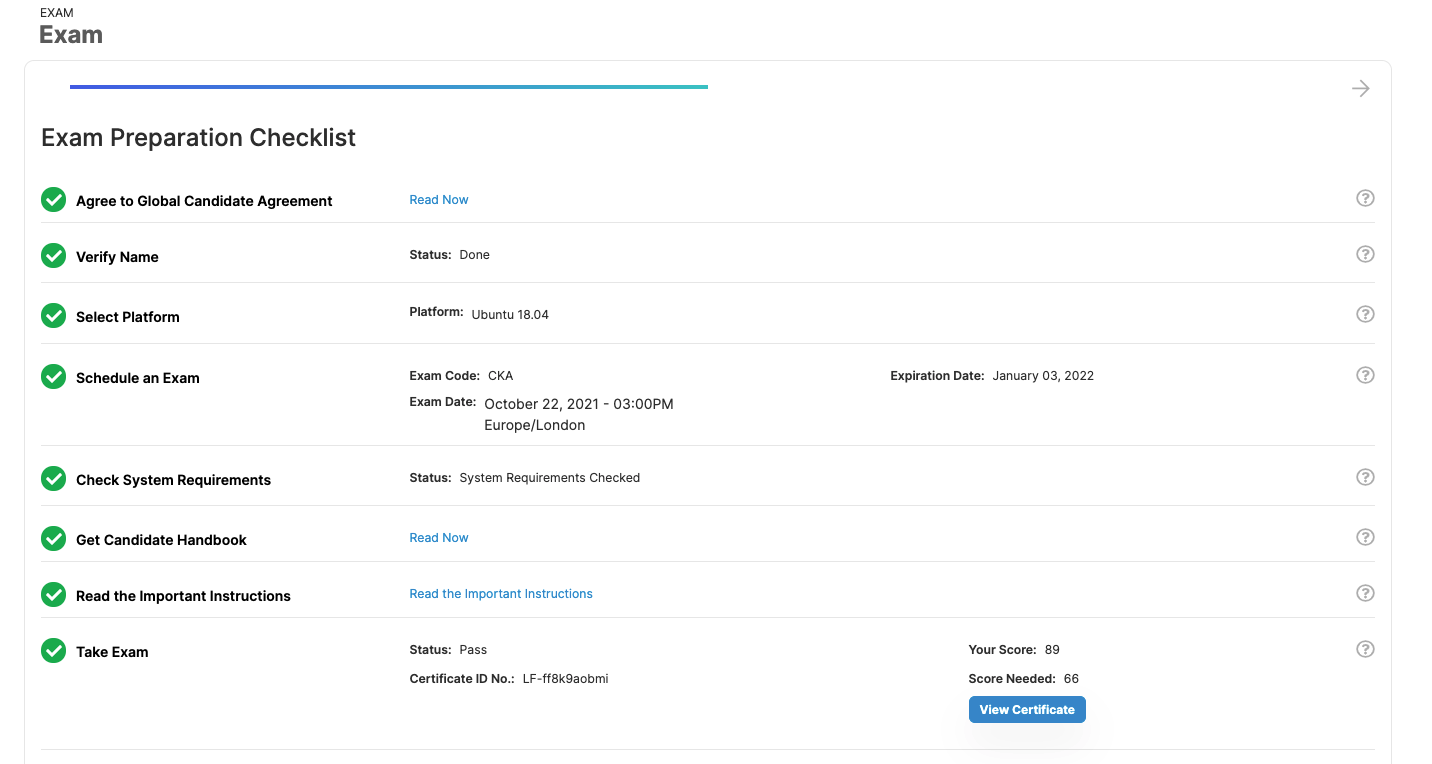 EXAM
Exam
Exam Preparation Checklist
Agree to Global Candidate Agreement Read Now
Verify Name Status: Done
Select Platform Platform: Ubuntu 18.04
Schedule an Exam Exam Code: CKA Expiration Date: January 03, 2022
Exam Date: October 22, 2021 - 03:00PM
Europe/London
Check System Requirements Status: System Requirements Checked
Get Candidate Handbook Read Now
Read the Important Instructions Read the Important Instructions
Take Exam Status: Pass Your Score: 89
Certificate ID No.: LF-ff8k9aobmi Score Needed: 66
View Certificate